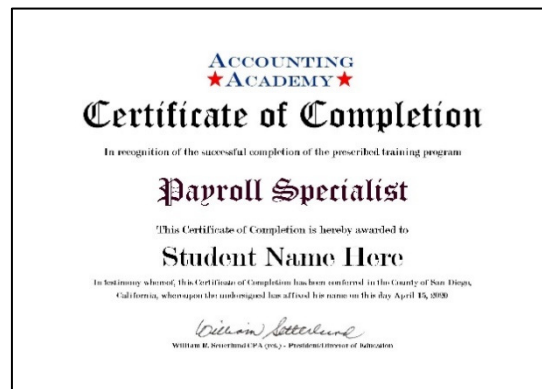 ACCOUNTING
★ACADEMY★
Certificate of Completion
In recognition of the successful completion of the prescribed training program
Payroll Specialist
This Certificate of Completion is hereby awarded to
Student Name Here
In testimony whereof, this Certificate of Completion has been conferred in the County of San Diego,
California, whereupon the undersigned has affixed his name on this day April 15, 2020
William Setterlund
William R. Setterlund CPA (ret.) - President/Director of Education